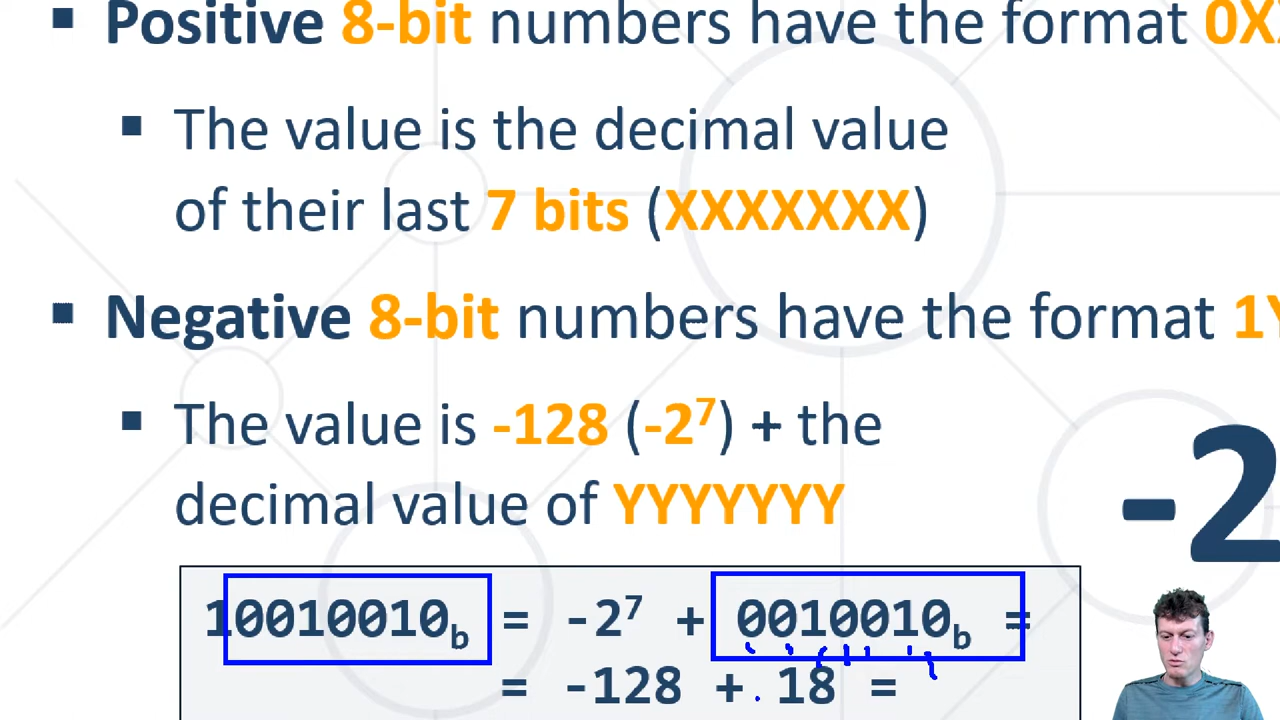 ▪ Positive 8-bit numbers have the format 0X
▪ The value is the decimal value
of their last 7 bits (XXXXXXX)
▪ Negative 8-bit numbers have the format 1Y
▪ The value is -128 (-2⁷) + the
decimal value of YYYYYYY
-2
10010010b = -2⁷ + 0010010b =
= -128 + 18 =